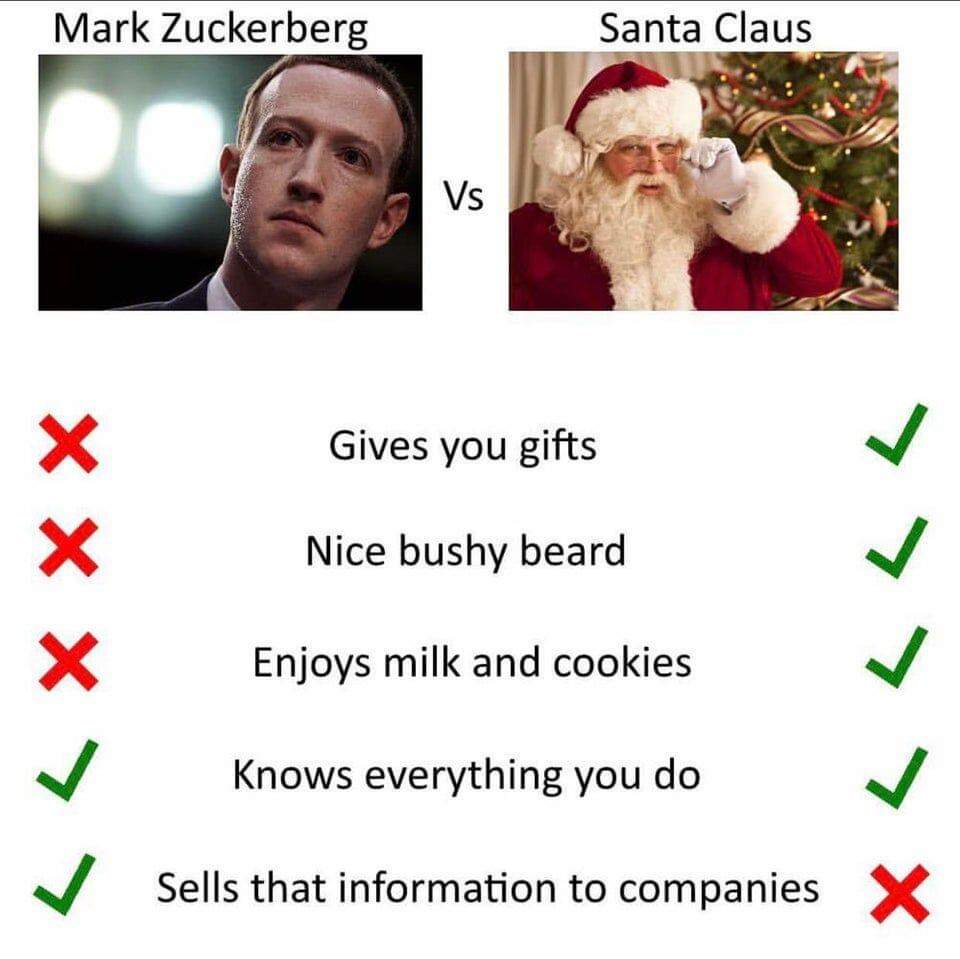 Mark Zuckerberg
Santa Claus
Vs
Gives you gifts
Nice bushy beard
Enjoys milk and cookies
Knows everything you do
Sells that information to companies